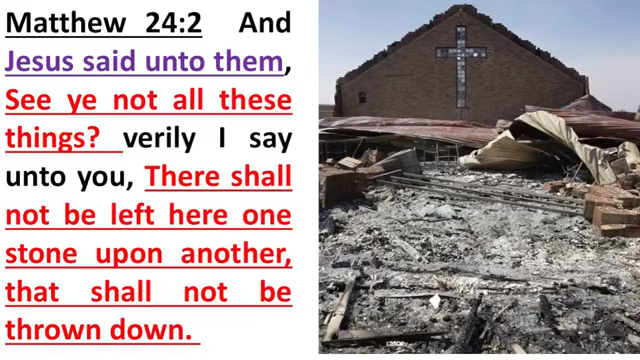 Matthew 24:2 And
Jesus said unto them,
See ye not all these
things? verily I say
unto you, There shall
not be left here one
stone upon another,
that shall not be
thrown down.